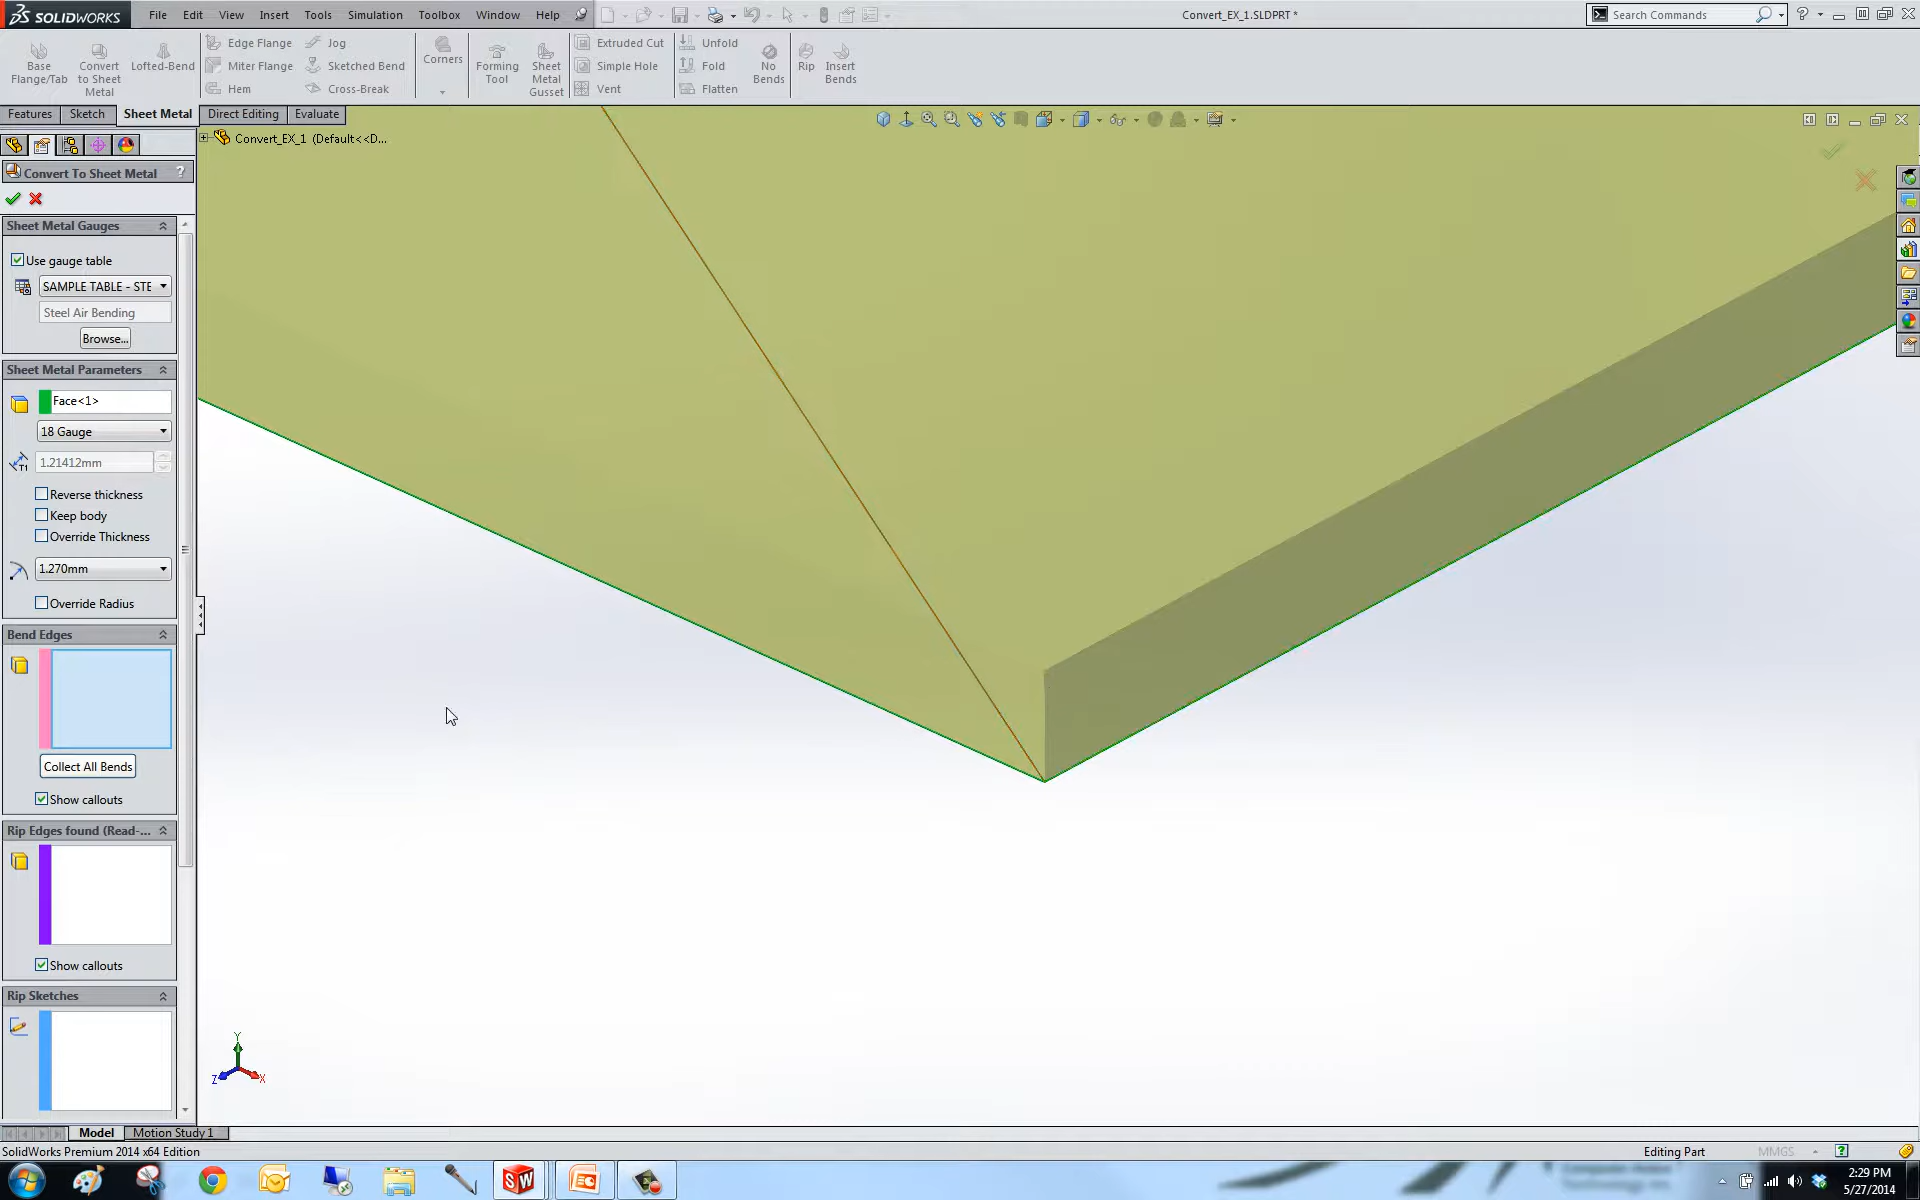 SOLIDWORKS File Edit View Insert Tools Simulation Toolbox Window Help Convert_EX_1.SLDPRT * Search Commands ?
Base Flange/Tab
Convert to Sheet Metal
Lofted-Bend
Edge Flange
Miter Flange
Hem
Jog
Sketched Bend
Cross-Break
Corners
Forming Tool
Sheet Metal Gusset
Extruded Cut
Simple Hole
Vent
Unfold
Fold
Flatten
No Bends
Rip
Insert Bends
Features Sketch Sheet Metal Direct Editing Evaluate
Convert_EX_1 (Default<<D...
Convert To Sheet Metal ?
Sheet Metal Gauges
Use gauge table
SAMPLE TABLE - STE
Steel Air Bending
Browse...
Sheet Metal Parameters
Face<1>
18 Gauge
T1 1.21412mm
Reverse thickness
Keep body
Override Thickness
1.270mm
Override Radius
Bend Edges
Collect All Bends
Show callouts
Rip Edges found (Read-...
Show callouts
Rip Sketches
Y
Z X
Model Motion Study 1
SolidWorks Premium 2014 x64 Edition Editing Part MMGS ?
SW
2:29 PM
5/27/2014